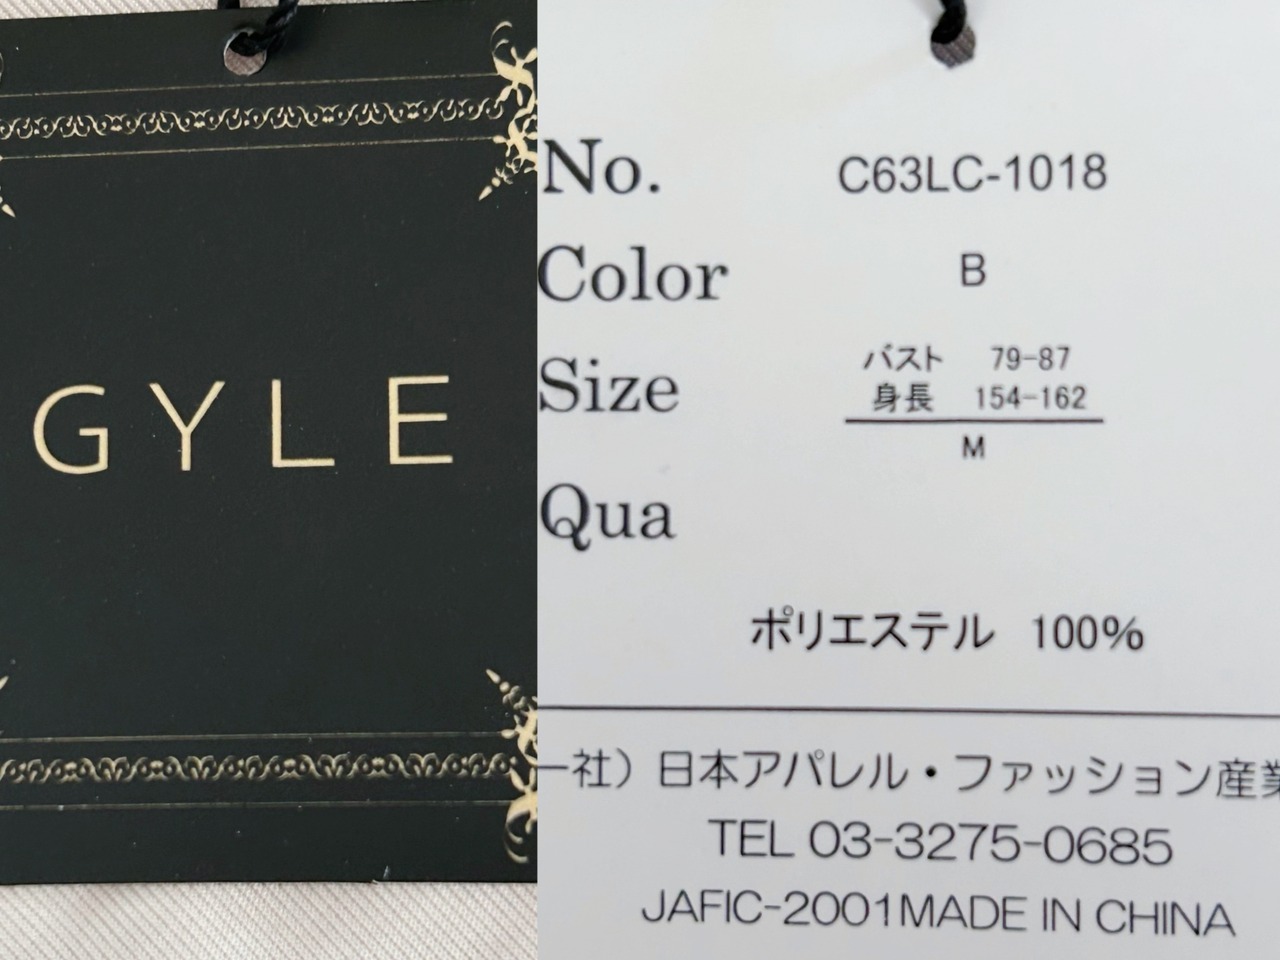 GYLE
No. C63LC-1018
Color B
Size バスト 79-87
身長 154-162
M
Qua
ポリエステル 100%
一社）日本アパレル・ファッション産業
TEL 03-3275-0685
JAFIC-2001MADE IN CHINA